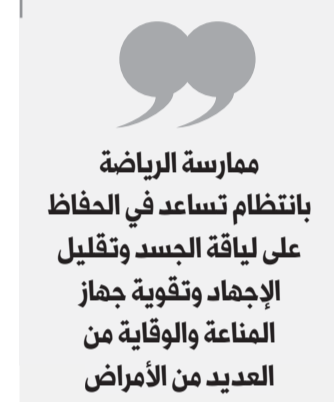 ممارسة الرياضة
بانتظام تساعد في الحفاظ
على لياقة الجسد وتقليل
الإجهاد وتقوية جهاز
المناعة والوقاية من
العديد من الأمراض